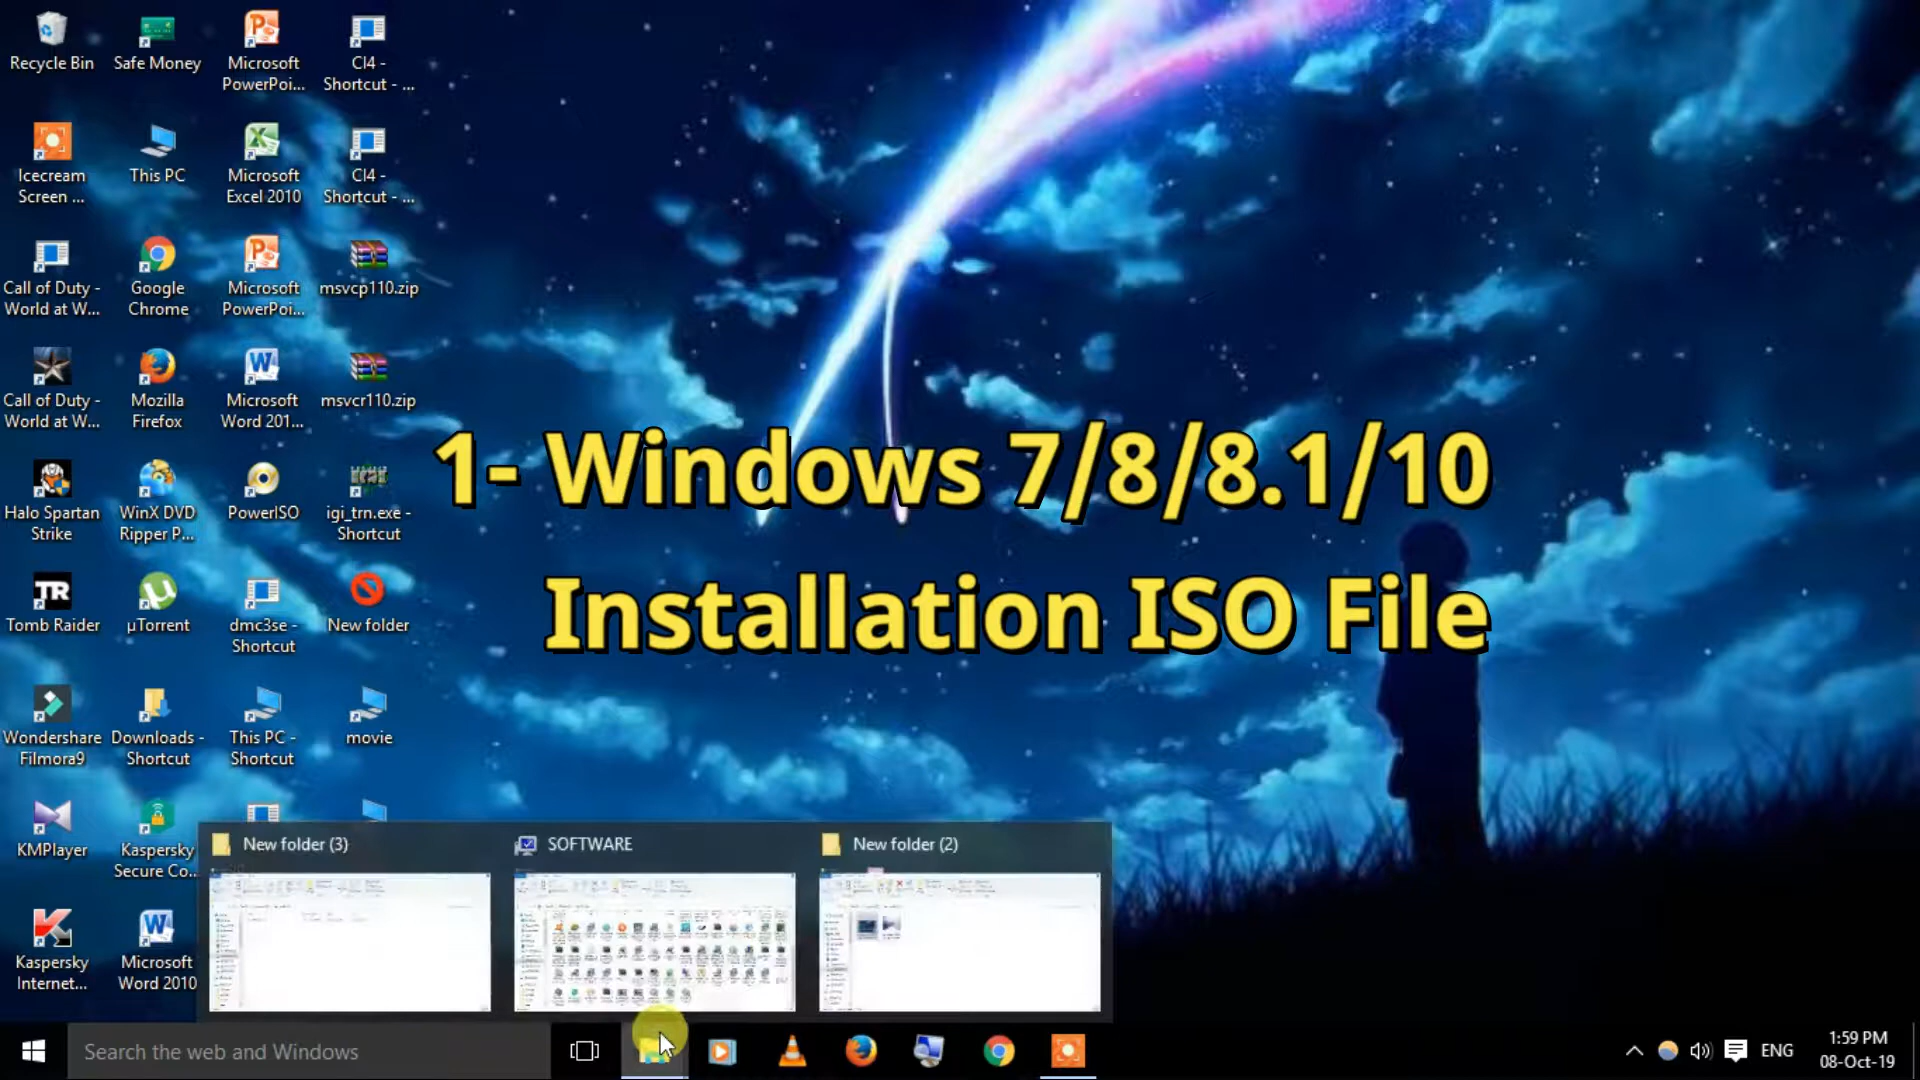 Recycle Bin
Safe Money
Microsoft
PowerPoi...
CI4 -
Shortcut - ...
Icecream
Screen ...
This PC
Microsoft
Excel 2010
CI4 -
Shortcut - ...
Call of Duty -
World at W...
Google
Chrome
Microsoft
PowerPoi...
msvcp110.zip
Call of Duty -
World at W...
Mozilla
Firefox
Microsoft
Word 201...
msvcr110.zip
1- Windows 7/8/8.1/10
Installation ISO File
Halo Spartan
Strike
WinX DVD
Ripper P...
PowerISO
igi_trn.exe -
Shortcut
TR
Tomb Raider
µTorrent
dmc3se -
Shortcut
New folder
Wondershare
Filmora9
Downloads -
Shortcut
This PC -
Shortcut
movie
KMPlayer
Kaspersky
Secure Co...
New folder (3)
SOFTWARE
New folder (2)
Kaspersky
Internet...
Microsoft
Word 2010
Search the web and Windows
ENG
1:59 PM
08-Oct-19